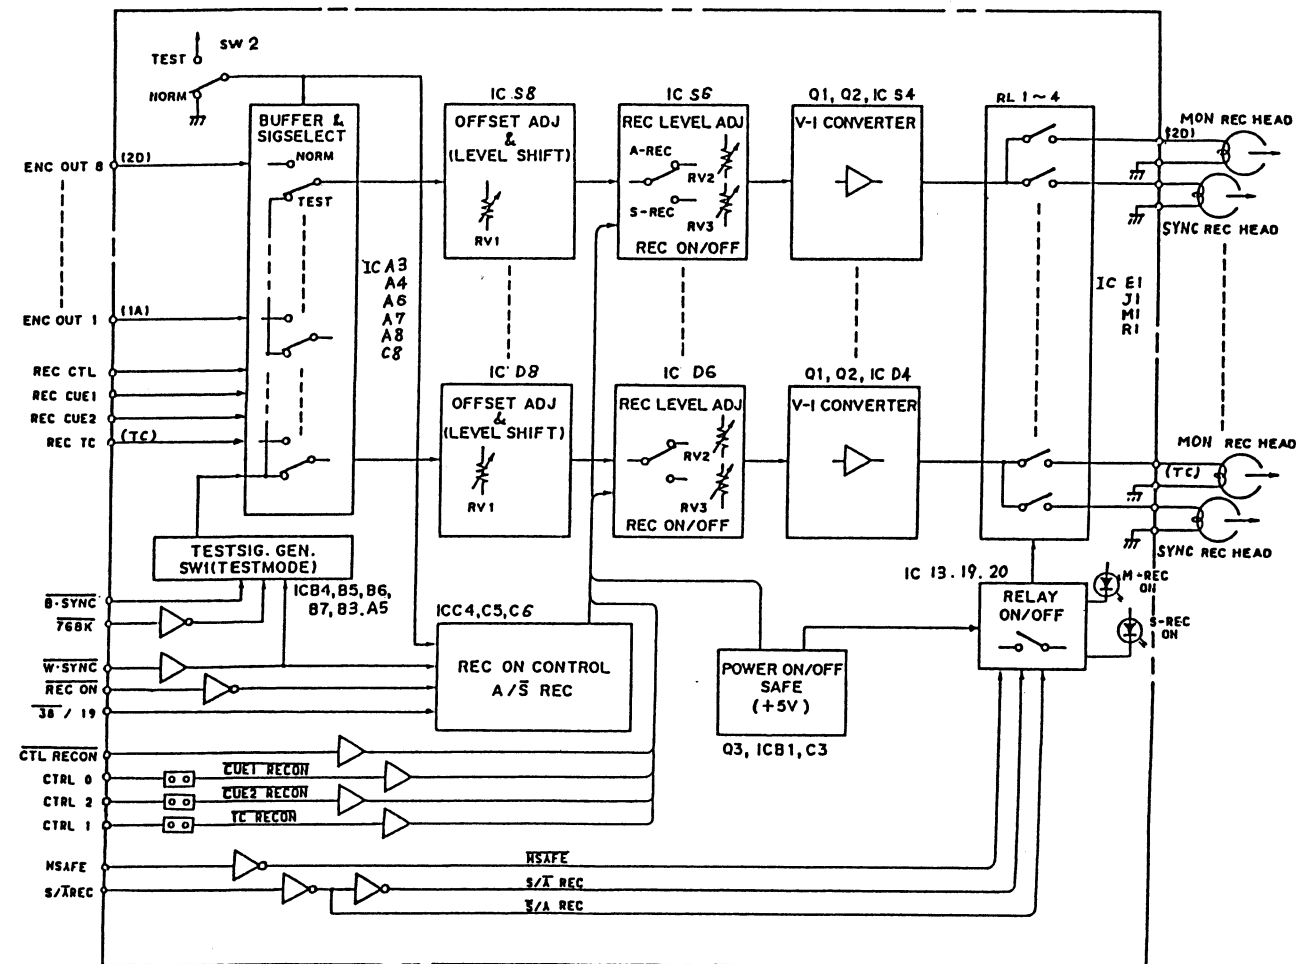 SW 2
TEST
NORM
IC S8
IC S6
Q1, Q2, IC S4
RL 1~4
BUFFER &
SIGSELECT
NORM
TEST
OFFSET ADJ
&
(LEVEL SHIFT)
RV1
REC LEVEL ADJ
A-REC
RV2
S-REC
RV3
REC ON/OFF
V-I CONVERTER
(2D)
MON REC HEAD
SYNC REC HEAD
ENC OUT 8
(2D)
ENC OUT 1
(1A)
REC CTL
REC CUE1
REC CUE2
REC TC
(TC)
IC A3
A4
A6
A7
A8
C8
IC E1
J1
M1
R1
IC D8
IC D6
Q1, Q2, IC D4
OFFSET ADJ
&
(LEVEL SHIFT)
RV1
REC LEVEL ADJ
RV2
RV3
REC ON/OFF
V-I CONVERTER
MON REC HEAD
(TC)
SYNC REC HEAD
TESTSIG. GEN.
SW1(TESTMODE)
ICB4, B5, B6,
B7, B3. A5
B·SYNC
768K
W·SYNC
REC ON
38 / 19
ICC4, C5, C6
REC ON CONTROL
A/S̅ REC
IC 13. 19. 20
RELAY
ON/OFF
M-REC
ON
S-REC
ON
POWER ON/OFF
SAFE
(+5V)
Q3, ICB1, C3
CTL RECON
CTRL 0
CUE1 RECON
CTRL 2
CUE2 RECON
CTRL 1
TC RECON
HSAFE
HSAFE
S/A̅REC
S/A̅ REC
S̅/A REC